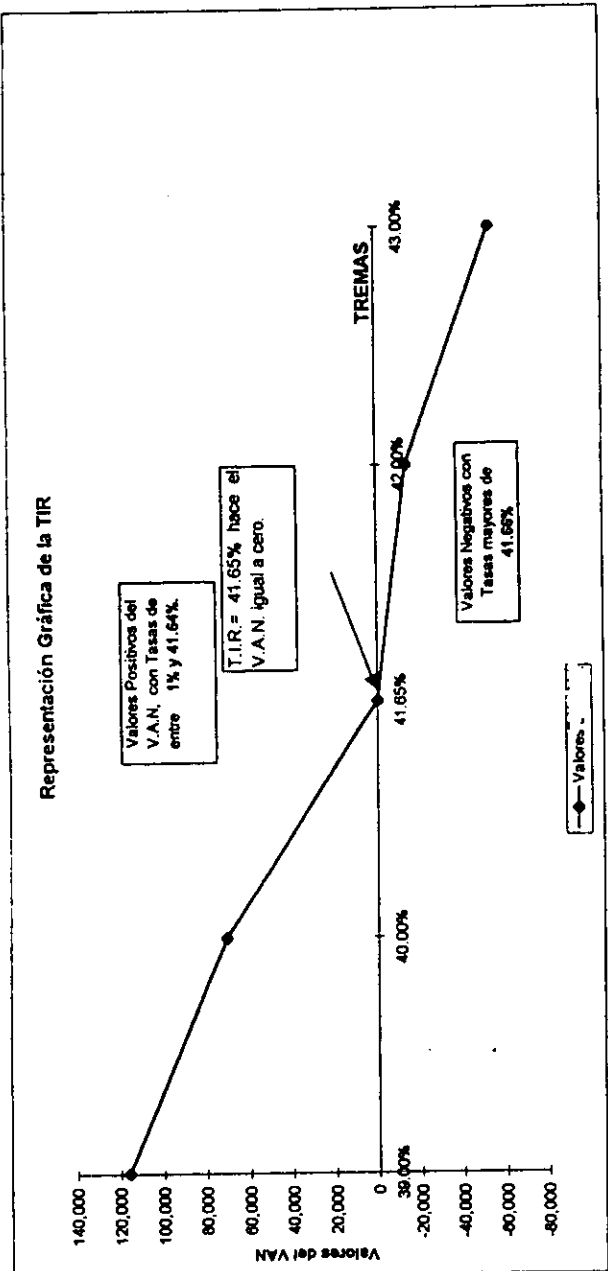 Representación Gráfica de la TIR
Valores del VAN
140,000
120,000
100,000
80,000
60,000
40,000
20,000
0
-20,000
-40,000
-60,000
-80,000
39.00%
40.00%
41.65%
42.00%
43.00%
TREMAS
Valores Positivos del
V.A.N, con Tasas de
entre 1% y 41.64%.
T.I.R.= 41.65% hace el
V.A.N. igual a cero.
Valores Negativos con
Tasas mayores de
41.66%
Valores